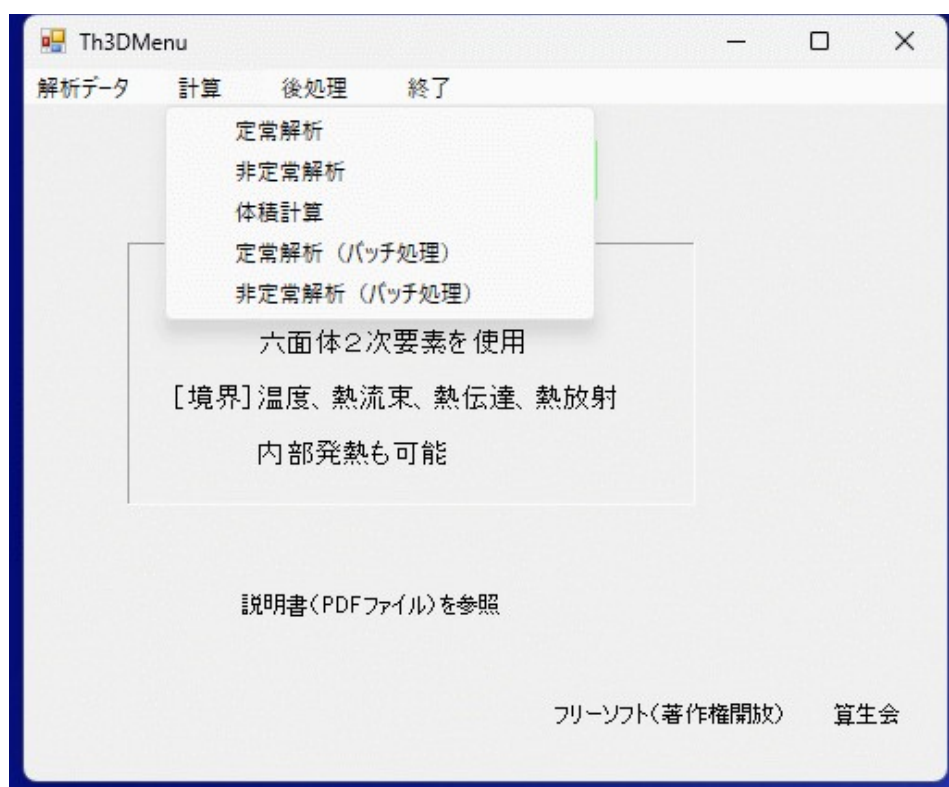 Th3DMenu
解析データ 計算 後処理 終了
定常解析
非定常解析
体積計算
定常解析（バッチ処理）
非定常解析（バッチ処理）
六面体２次要素を使用
[境界]温度、熱流束、熱伝達、熱放射
内部発熱も可能
説明書(PDFファイル)を参照
フリーソフト(著作権開放) 算生会